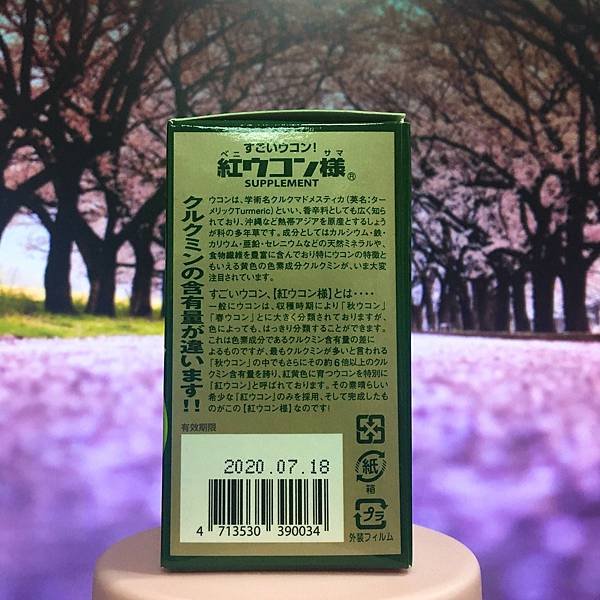 すごいウコン!
ベニ サマ
紅ウコン様®
SUPPLEMENT
クルクミンの含有量が違います!!
ウコンは、学術名クルクマドメスティカ(英名:ター
メリックTurmeric)といい、香辛料としても広く知ら
れており、沖縄など熱帯アジアを原産とするしょう
が科の多年草です。成分としてはカルシウム・鉄・
カリウム・亜鉛・セレニウムなどの天然ミネラルや、
食物繊維を豊富に含んでおり特にウコンの特徴と
もいえる黄色の色素成分クルクミンが、いま大変
注目されています。
すごいウコン、【紅ウコン様】とは・・・・
一般にウコンは、収穫時期により「秋ウコン」
「春ウコン」とに大きく分類されておりますが、
色によっても、はっきり分類することができます。
これは色素成分であるクルクミン含有量の差に
よるものですが、最もクルクミンが多いと言われる
「秋ウコン」の中でもさらにその約6倍以上のクル
クミン含有量を誇り、紅黄色に育つウコンを特別に
『紅ウコン』と呼ばれております。その素晴らしい
希少な『紅ウコン』のみを採用、そして完成したも
のがこの【紅ウコン様】なのです!
有效期限
2020.07.18
4 713530 390034
紙
箱
プラ
外装フィルム